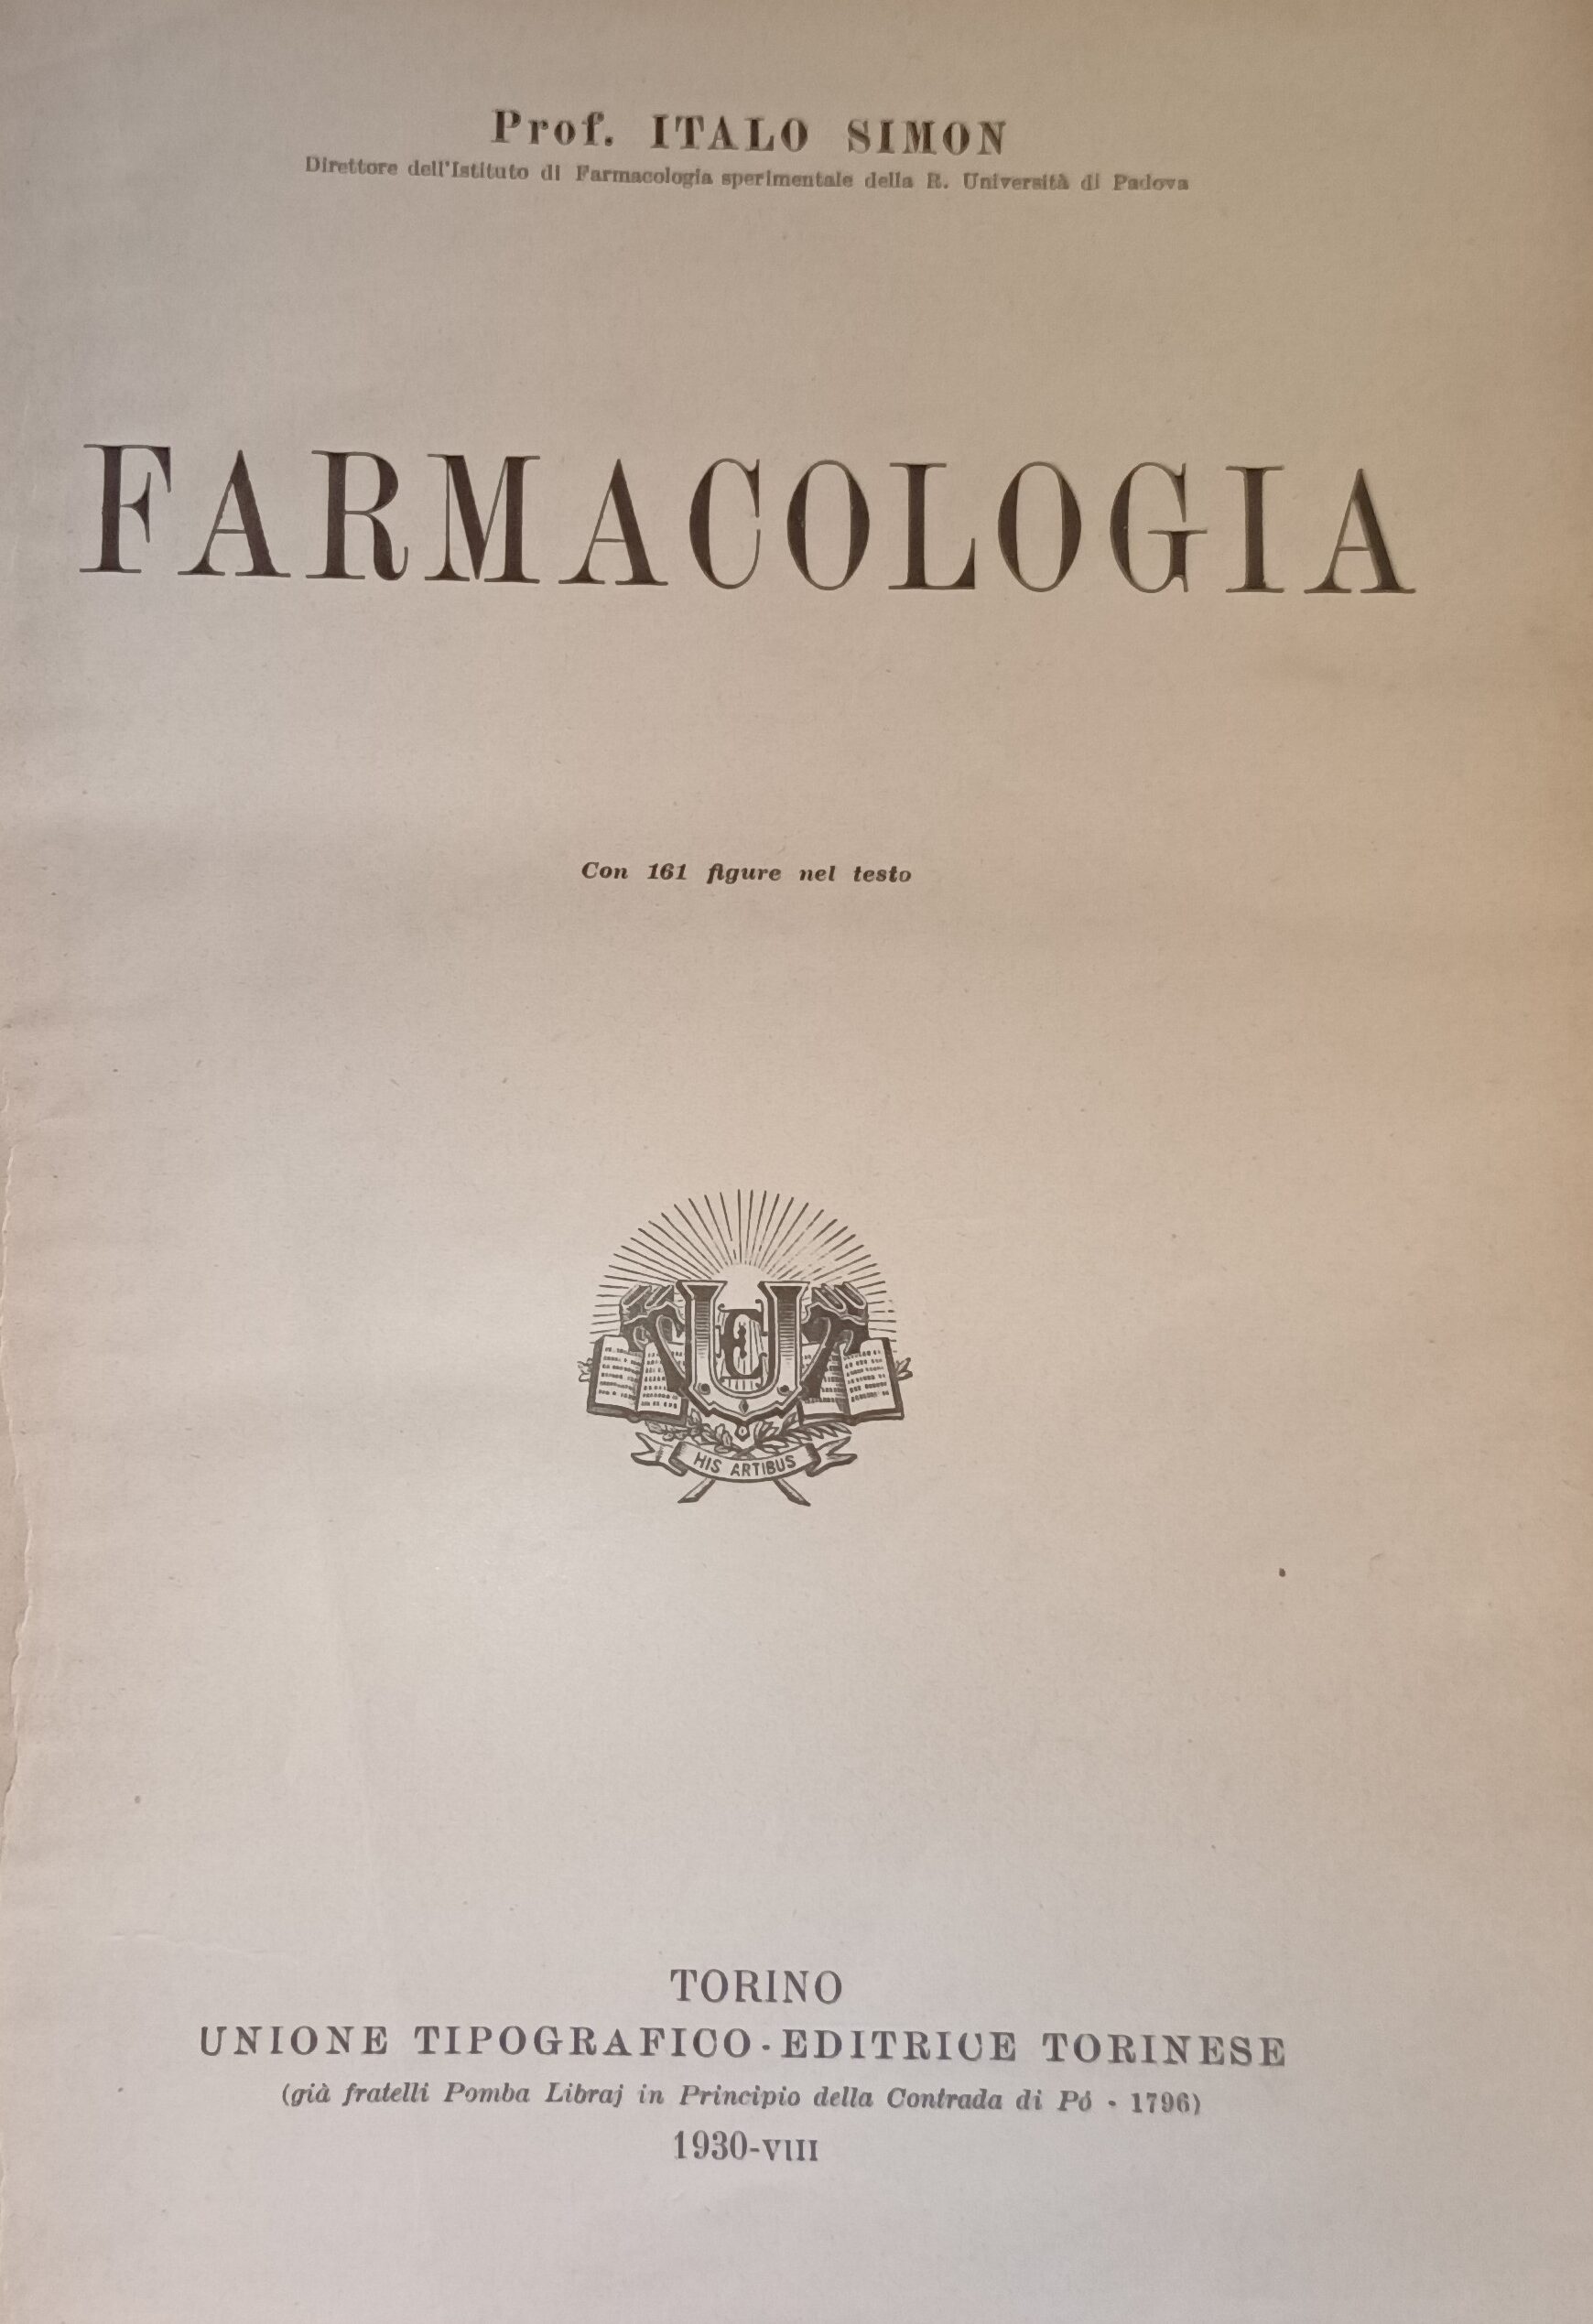 Prof. ITALO SIMON
Direttore dell'Istituto di Farmacologia sperimentale della R. Università di Padova
FARMACOLOGIA
Con 161 figure nel testo
UTET
HIS ARTIBUS
TORINO
UNIONE TIPOGRAFICO-EDITRICE TORINESE
(già fratelli Pomba Libraj in Principio della Contrada di Pó - 1796)
1930-VIII